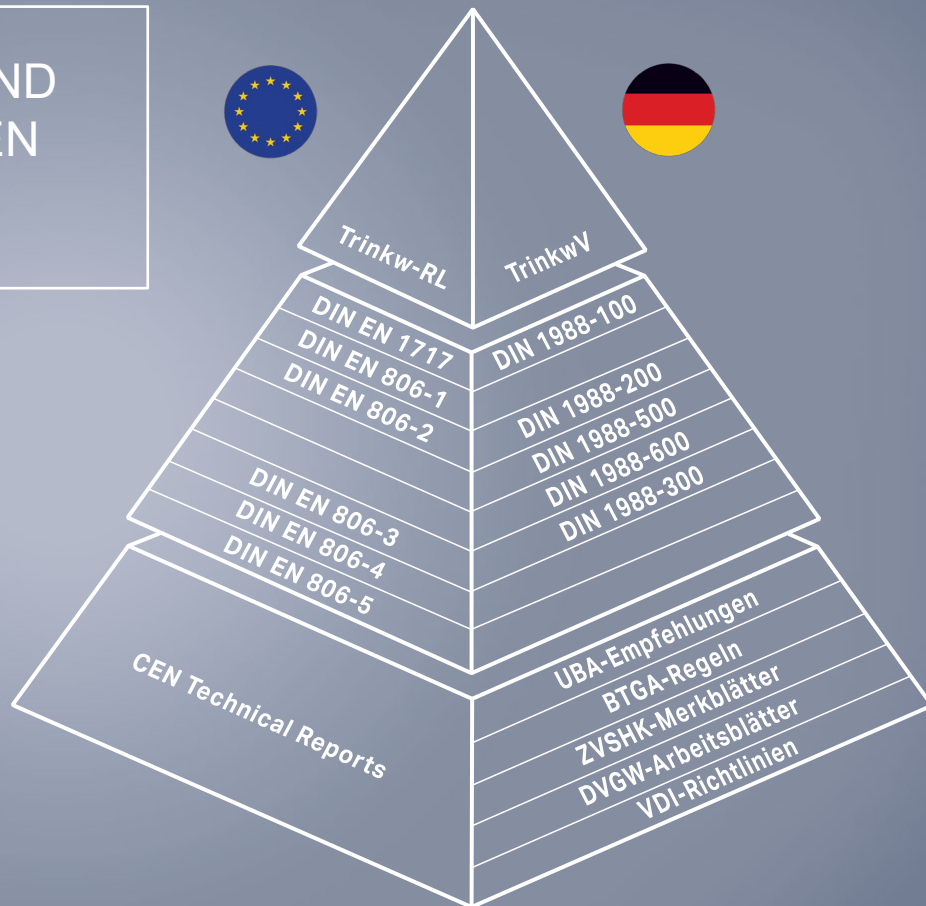 ND
EN
Trinkw-RL
TrinkwV
DIN EN 1717
DIN EN 806-1
DIN EN 806-2
DIN EN 806-3
DIN EN 806-4
DIN EN 806-5
DIN 1988-100
DIN 1988-200
DIN 1988-500
DIN 1988-600
DIN 1988-300
CEN Technical Reports
UBA-Empfehlungen
BTGA-Regeln
ZVSHK-Merkblätter
DVGW-Arbeitsblätter
VDI-Richtlinien